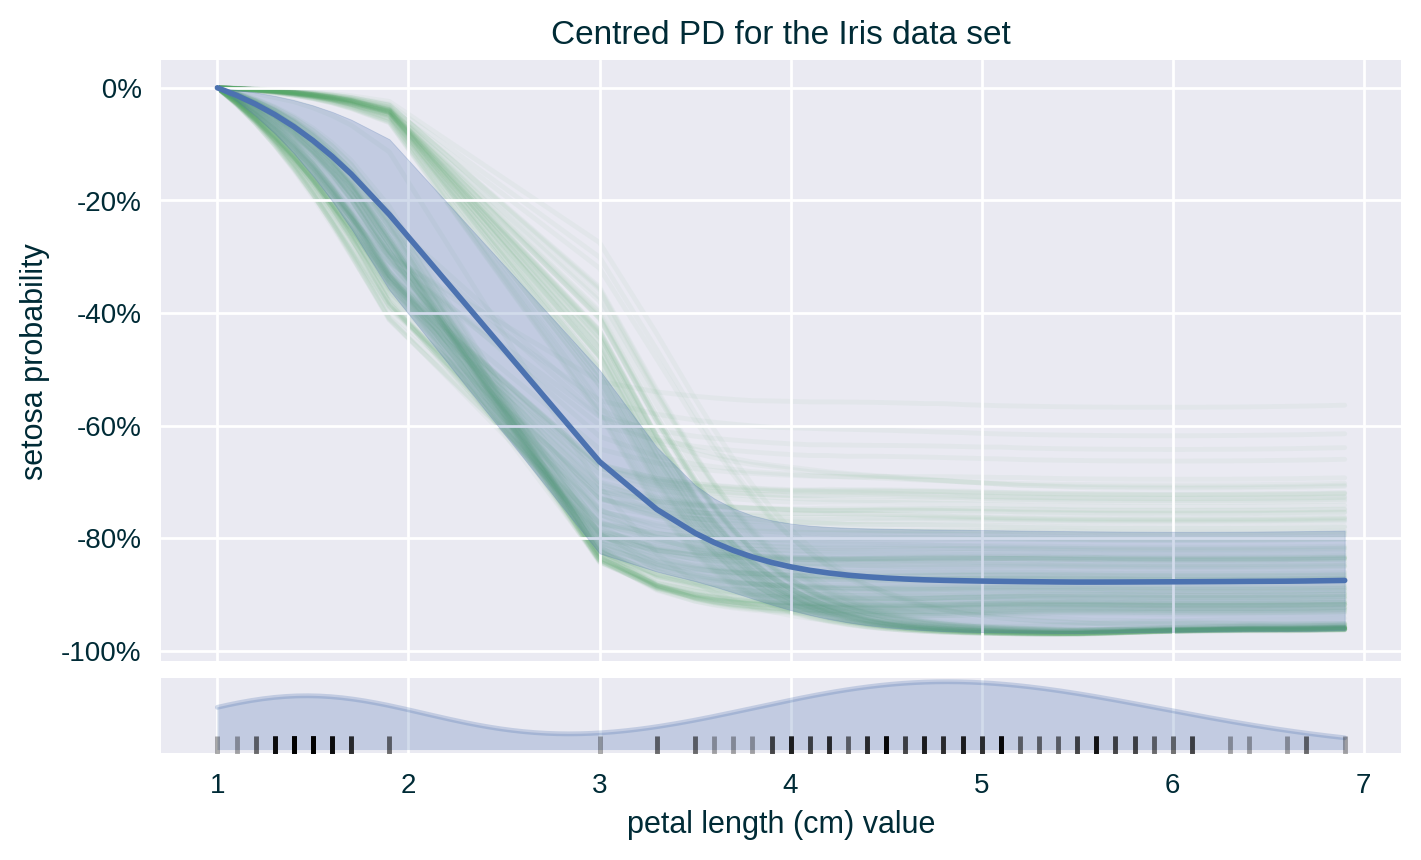 Centred PD for the Iris data set
setosa probability
0%
-20%
-40%
-60%
-80%
-100%
1 2 3 4 5 6 7
petal length (cm) value